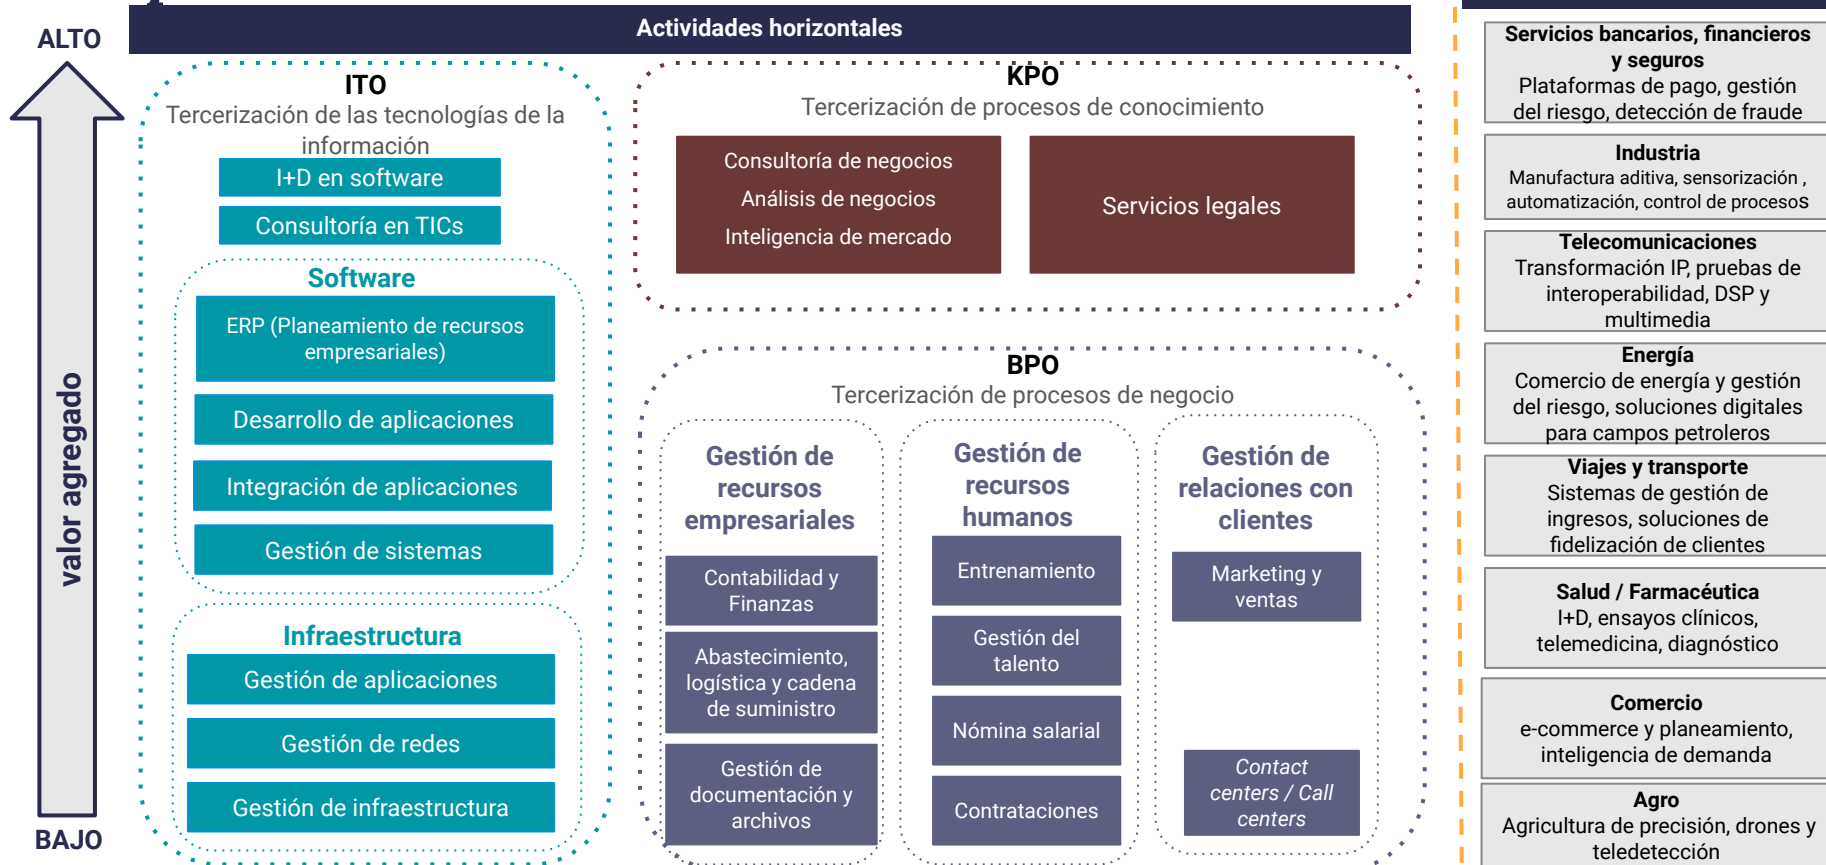 Actividades horizontales
ALTO
valor agregado
BAJO
ITO
Tercerización de las tecnologías de la
información
I+D en software
Consultoría en TICs
Software
ERP (Planeamiento de recursos
empresariales)
Desarrollo de aplicaciones
Integración de aplicaciones
Gestión de sistemas
Infraestructura
Gestión de aplicaciones
Gestión de redes
Gestión de infraestructura
KPO
Tercerización de procesos de conocimiento
Consultoría de negocios
Análisis de negocios
Inteligencia de mercado
Servicios legales
BPO
Tercerización de procesos de negocio
Gestión de
recursos
empresariales
Contabilidad y
Finanzas
Abastecimiento,
logística y cadena
de suministro
Gestión de
documentación y
archivos
Gestión de
recursos
humanos
Entrenamiento
Gestión del
talento
Nómina salarial
Contrataciones
Gestión de
relaciones con
clientes
Marketing y
ventas
Contact
centers / Call
centers
Servicios bancarios, financieros
y seguros
Plataformas de pago, gestión
del riesgo, detección de fraude
Industria
Manufactura aditiva, sensorización ,
automatización, control de procesos
Telecomunicaciones
Transformación IP, pruebas de
interoperabilidad, DSP y
multimedia
Energía
Comercio de energía y gestión
del riesgo, soluciones digitales
para campos petroleros
Viajes y transporte
Sistemas de gestión de
ingresos, soluciones de
fidelización de clientes
Salud / Farmacéutica
I+D, ensayos clínicos,
telemedicina, diagnóstico
Comercio
e-commerce y planeamiento,
inteligencia de demanda
Agro
Agricultura de precisión, drones y
teledetección